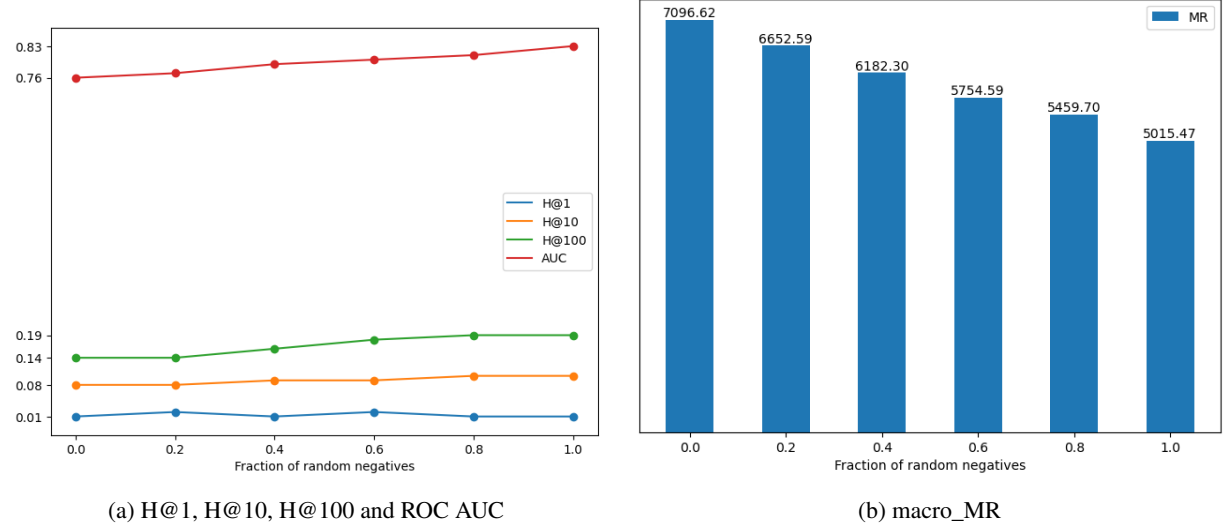 0.83
0.76
0.19
0.14
0.08
0.01
H@1
H@10
H@100
AUC
0.0 0.2 0.4 0.6 0.8 1.0
Fraction of random negatives
(a) H@1, H@10, H@100 and ROC AUC
MR
7096.62
6652.59
6182.30
5754.59
5459.70
5015.47
0.0 0.2 0.4 0.6 0.8 1.0
Fraction of random negatives
(b) macro_MR